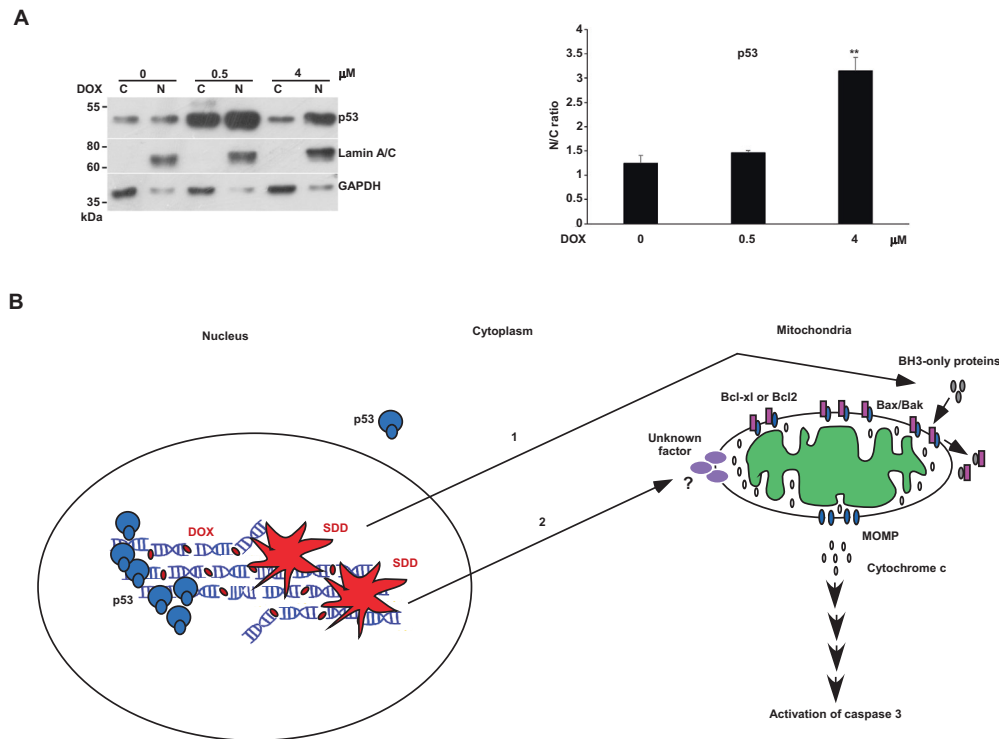 A
0 0.5 4 μM
DOX C N C N C N
55
p53
80
Lamin A/C
60
GAPDH
35
kDa
p53
N/C ratio
4
3.5
3
2.5
2
1.5
1
0.5
0
**
DOX 0 0.5 4 μM
B
Nucleus
Cytoplasm
Mitochondria
BH3-only proteins
Bcl-xl or Bcl2
Bax/Bak
p53
1
Unknown
factor
?
2
DOX
SDD
SDD
p53
MOMP
Cytochrome c
Activation of caspase 3